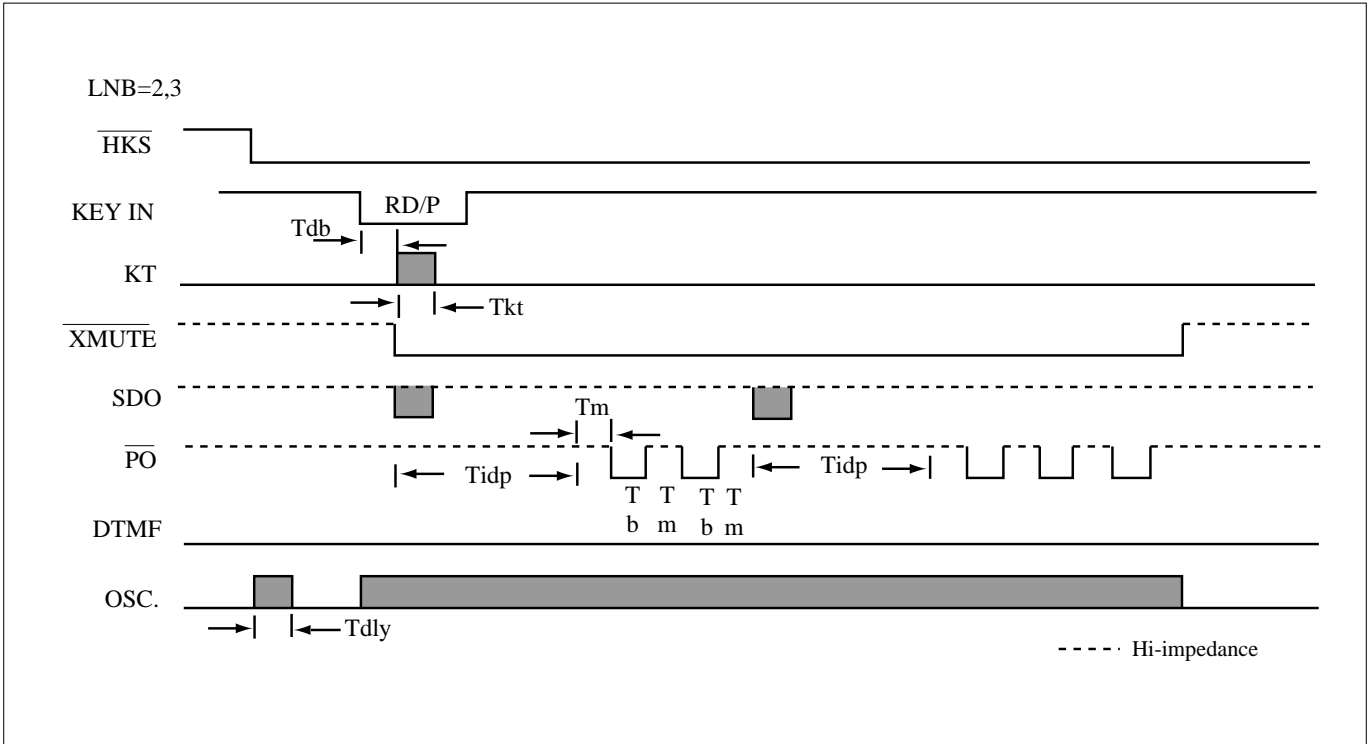 LNB=2,3
HKS
KEY IN
RD/P
Tdb
KT
Tkt
XMUTE
SDO
Tm
PO
Tidp
Tidp
T
b
T
m
T
b
T
m
DTMF
OSC.
Tdly
Hi-impedance